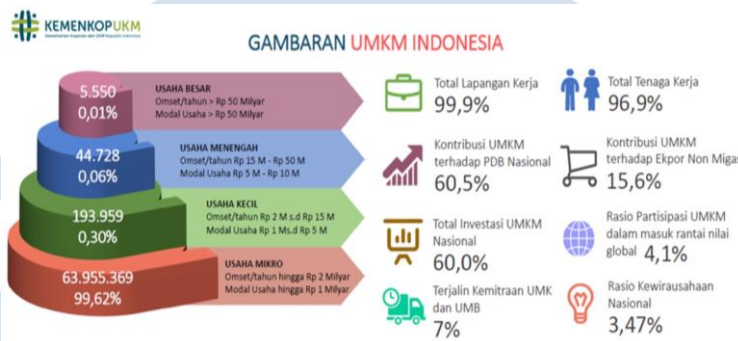 KEMENKOPUKM
Kementerian Koperasi dan UKM Republik Indonesia
GAMBARAN UMKM INDONESIA
5.550
0,01%
USAHA BESAR
Omset/tahun > Rp 50 Milyar
Modal Usaha > Rp 50 Milyar
44.728
0,06%
USAHA MENENGAH
Omset/tahun Rp 15 M - Rp 50 M
Modal Usaha Rp 5 M - Rp 10 M
193.959
0,30%
USAHA KECIL
Omset/tahun Rp 2 M s.d Rp 15 M
Modal Usaha Rp 1 Ms.d Rp 5 M
63.955.369
99,62%
USAHA MIKRO
Omset/tahun hingga Rp 2 Milyar
Modal Usaha hingga Rp 1 Milyar
Total Lapangan Kerja
99,9%
Total Tenaga Kerja
96,9%
Kontribusi UMKM
terhadap PDB Nasional
60,5%
Kontribusi UMKM
terhadap Ekpor Non Migas
15,6%
Total Investasi UMKM
Nasional
60,0%
Rasio Partisipasi UMKM
dalam masuk rantai nilai
global 4,1%
Terjalin Kemitraan UMK
dan UMB
7%
Rasio Kewirausahaan
Nasional
3,47%